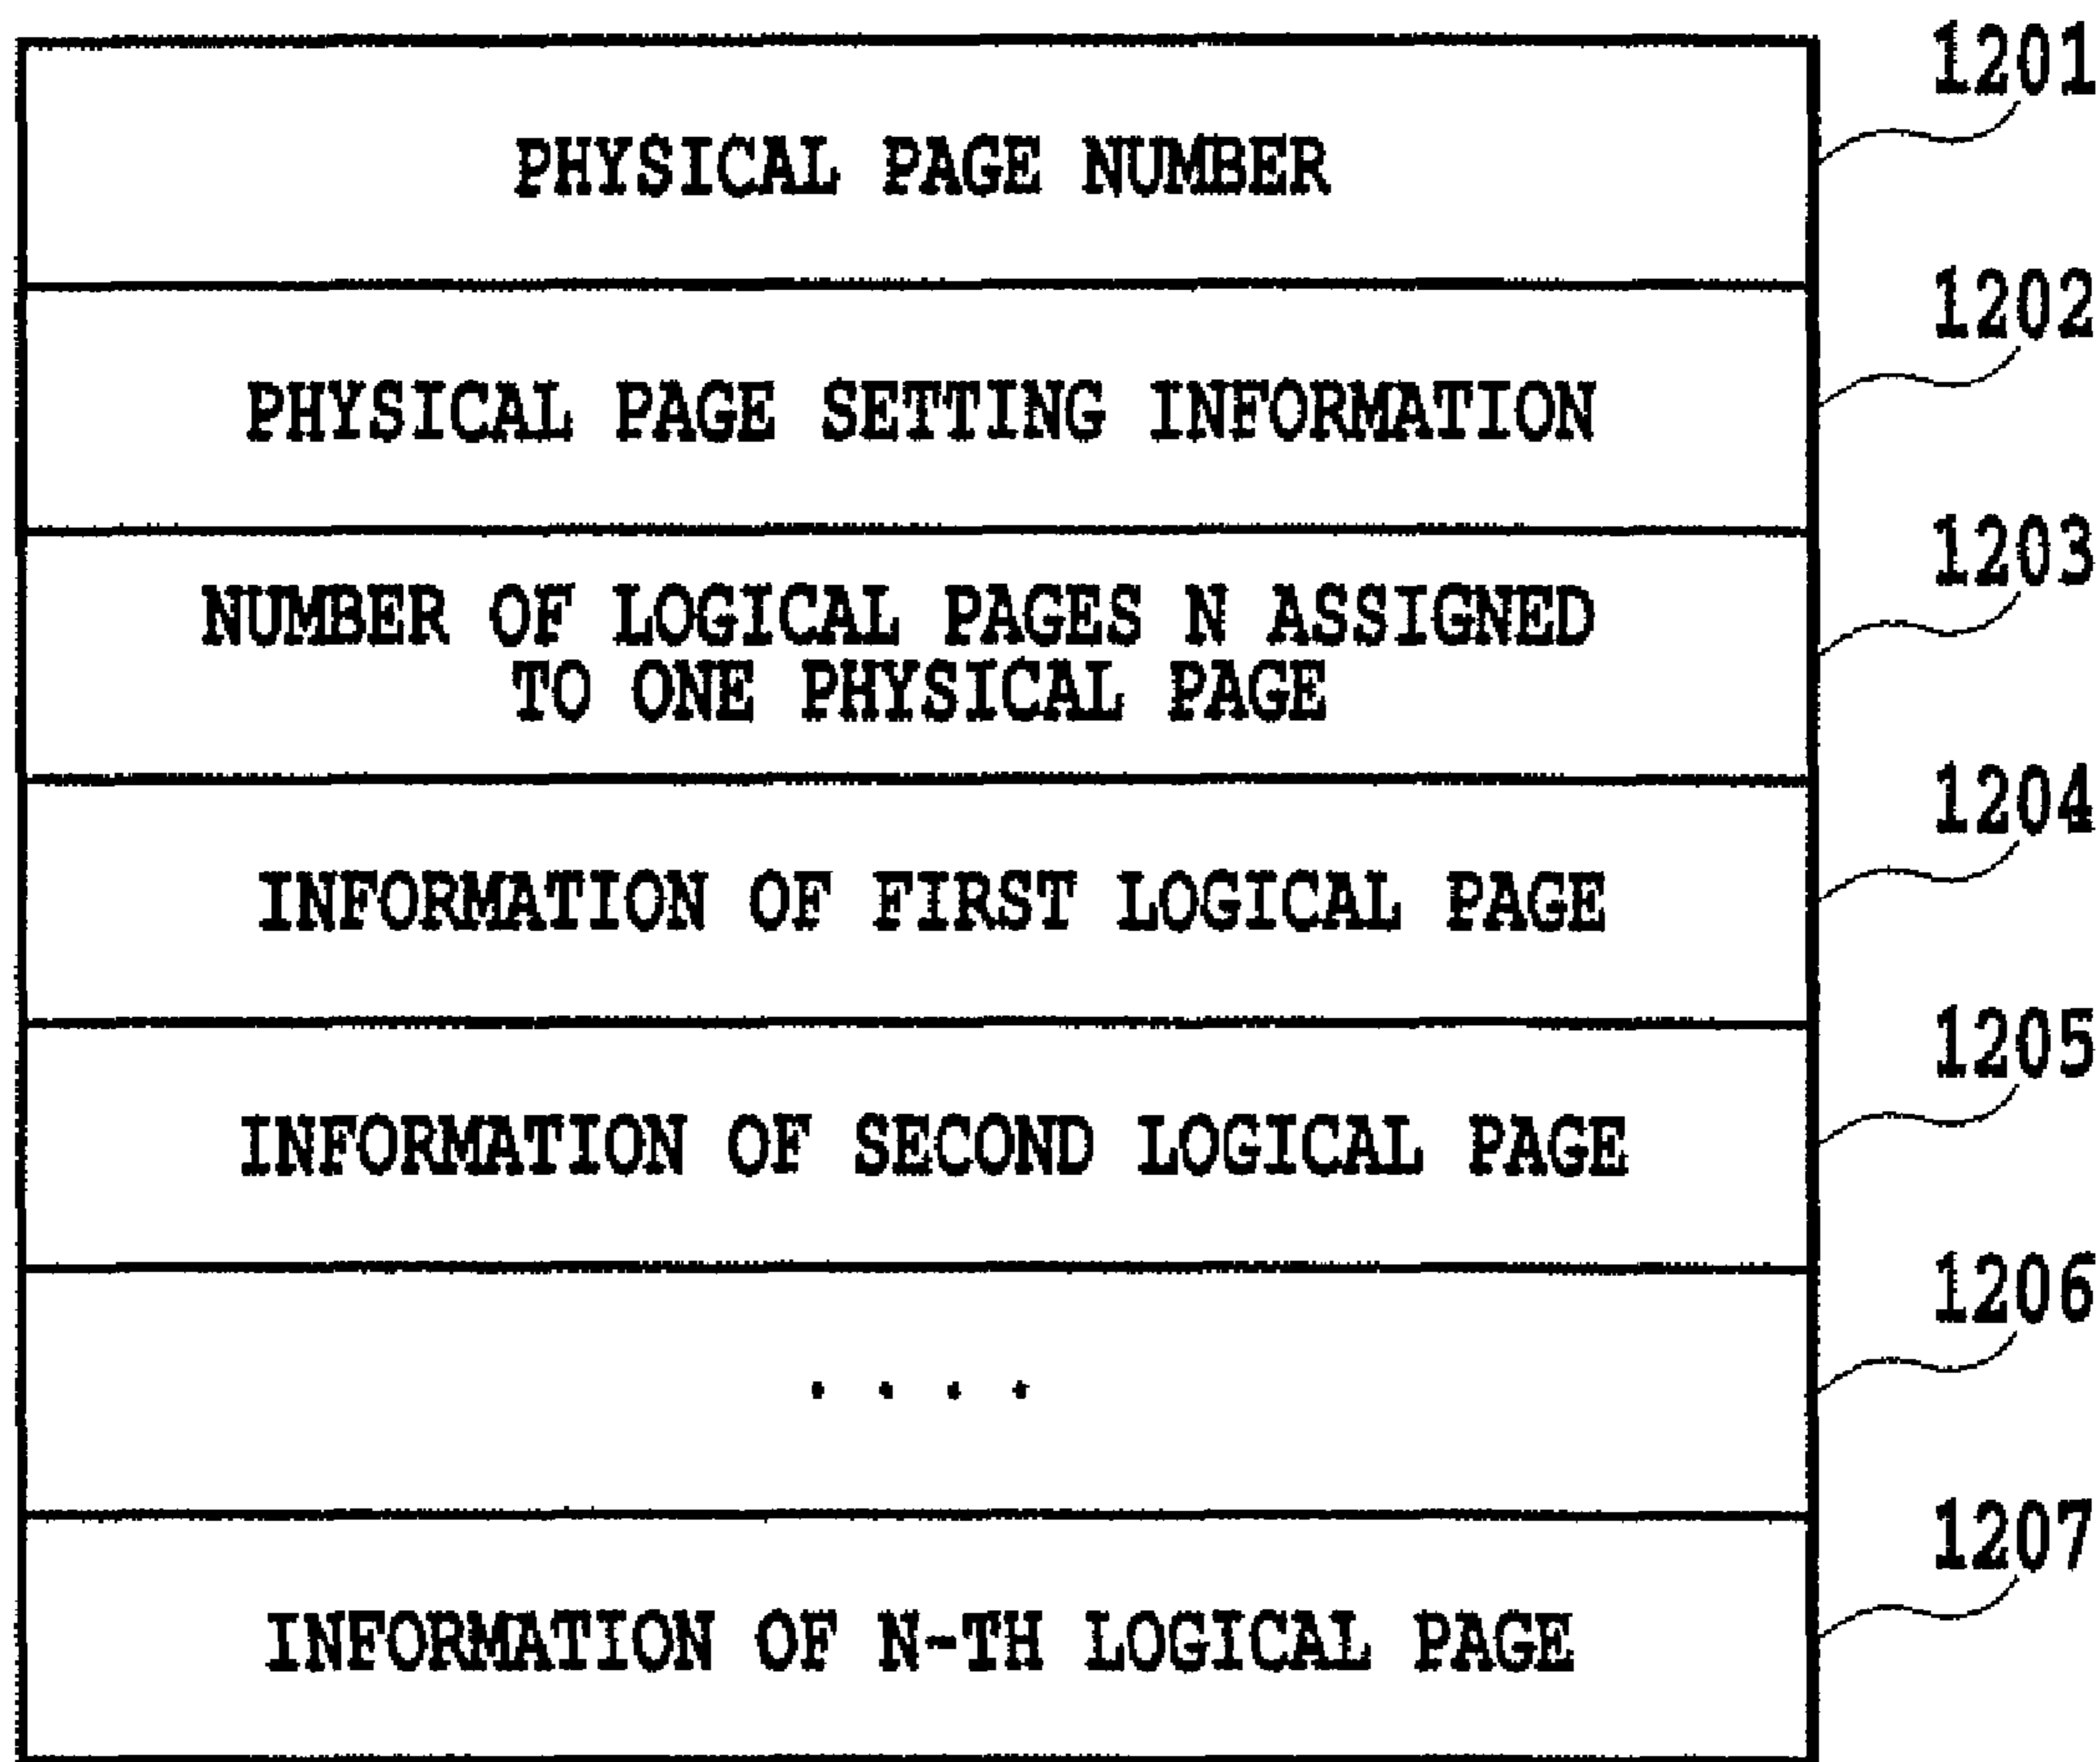 1201
PHYSICAL PAGE NUMBER
1202
PHYSICAL PAGE SETTING INFORMATION
1203
NUMBER OF LOGICAL PAGES N ASSIGNED
TO ONE PHYSICAL PAGE
1204
INFORMATION OF FIRST LOGICAL PAGE
1205
INFORMATION OF SECOND LOGICAL PAGE
1206
. . . .
1207
INFORMATION OF N-TH LOGICAL PAGE